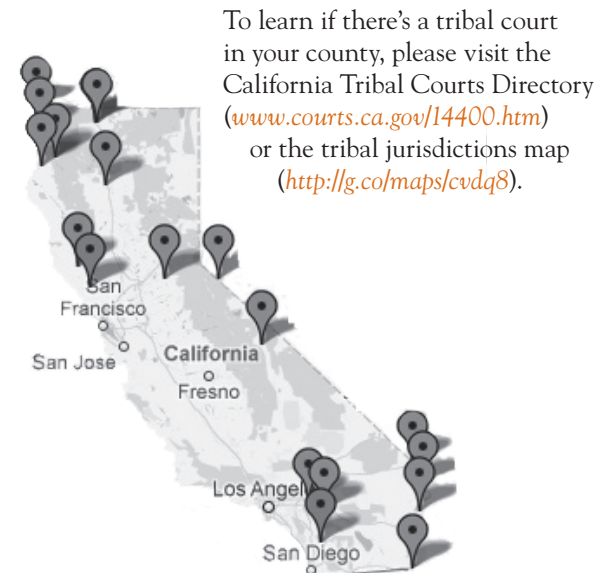 To learn if there's a tribal court
in your county, please visit the
California Tribal Courts Directory
(www.courts.ca.gov/14400.htm)
or the tribal jurisdictions map
(http://g.co/maps/cvdq8).
San
Francisco
San Jose
California
Fresno
Los Angel
San Diego